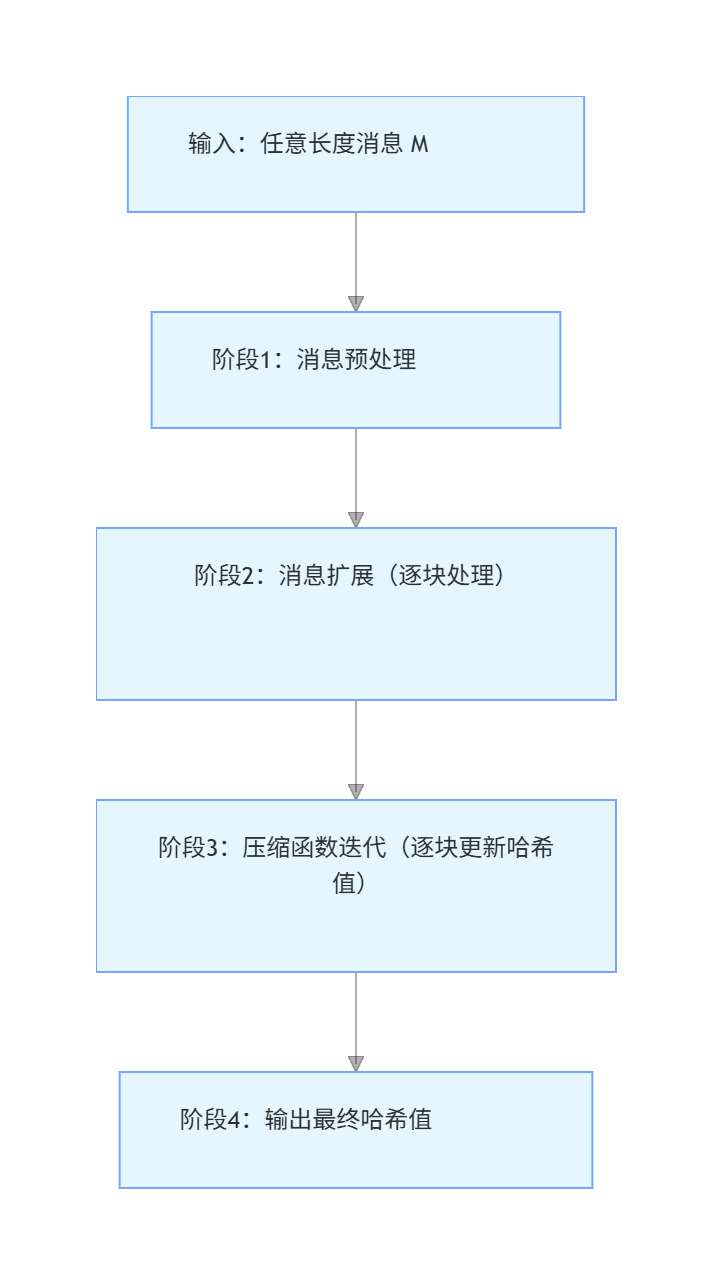 输入：任意长度消息 M
阶段1：消息预处理
阶段2：消息扩展（逐块处理）
阶段3：压缩函数迭代（逐块更新哈希
值）
阶段4：输出最终哈希值